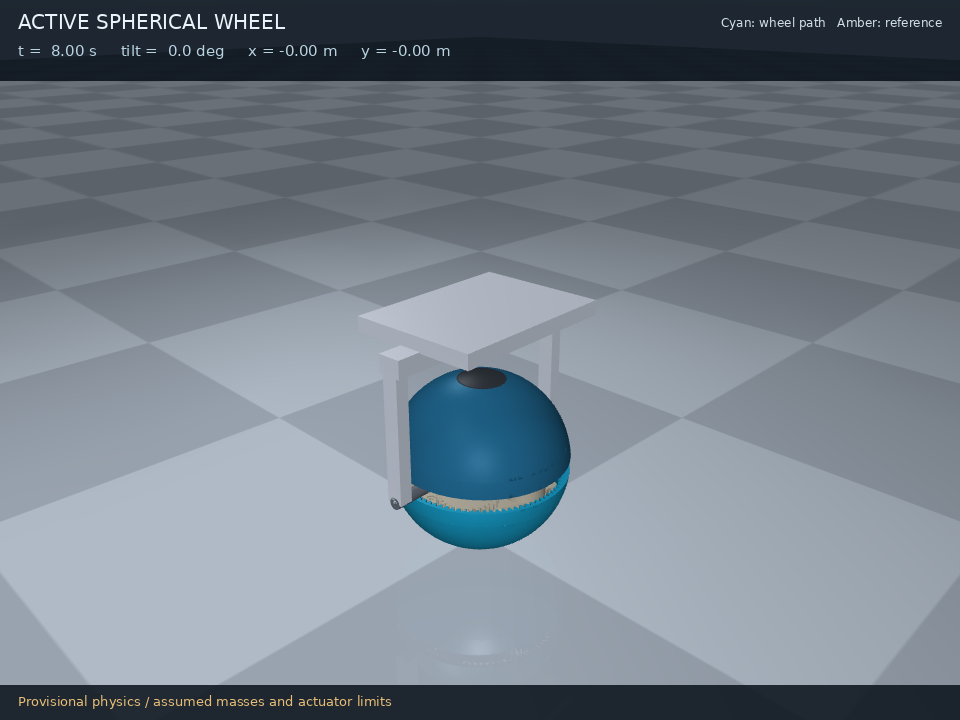 ACTIVE SPHERICAL WHEEL
Cyan: wheel path   Amber: reference
t =  8.00 s     tilt =  0.0 deg     x = -0.00 m     y = -0.00 m
Provisional physics / assumed masses and actuator limits